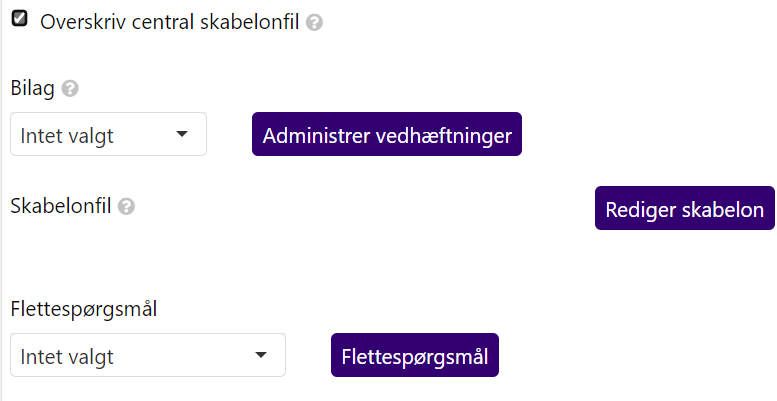 Overskriv central skabelonfil
Bilag
Intet valgt
Administrer vedhæftninger
Skabelonfil
Rediger skabelon
Flettespørgsmål
Intet valgt
Flettespørgsmål